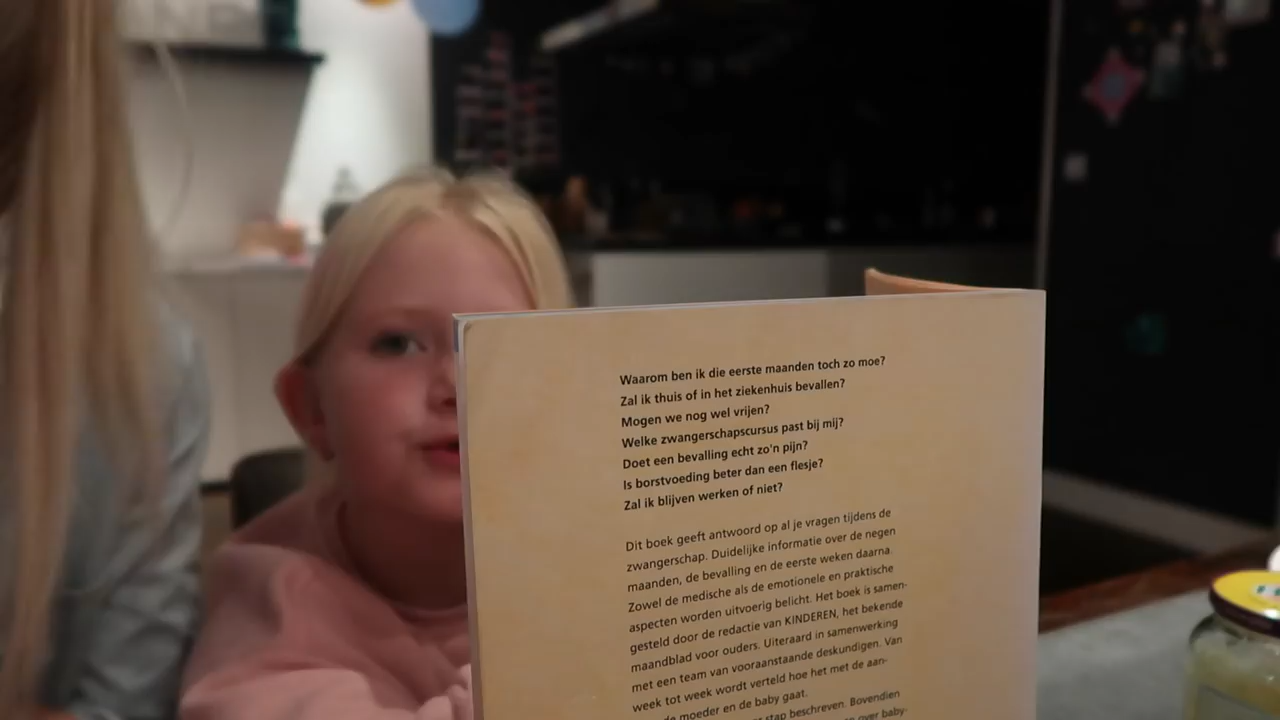 Waarom ben ik die eerste maanden toch zo moe?
Zal ik thuis of in het ziekenhuis bevallen?
Mogen we nog wel vrijen?
Welke zwangerschapscursus past bij mij?
Doet een bevalling echt zo'n pijn?
Is borstvoeding beter dan een flesje?
Zal ik blijven werken of niet?
Dit boek geeft antwoord op al je vragen tijdens de
zwangerschap. Duidelijke informatie over de negen
maanden, de bevalling en de eerste weken daarna.
Zowel de medische als de emotionele en praktische
aspecten worden uitvoerig belicht. Het boek is samen-
gesteld door de redactie van KINDEREN, het bekende
maandblad voor ouders. Uiteraard in samenwerking
met een team van vooraanstaande deskundigen. Van
week tot week wordt verteld hoe het met de aan-
de moeder en de baby gaat.
stap beschreven. Bovendien
over baby-